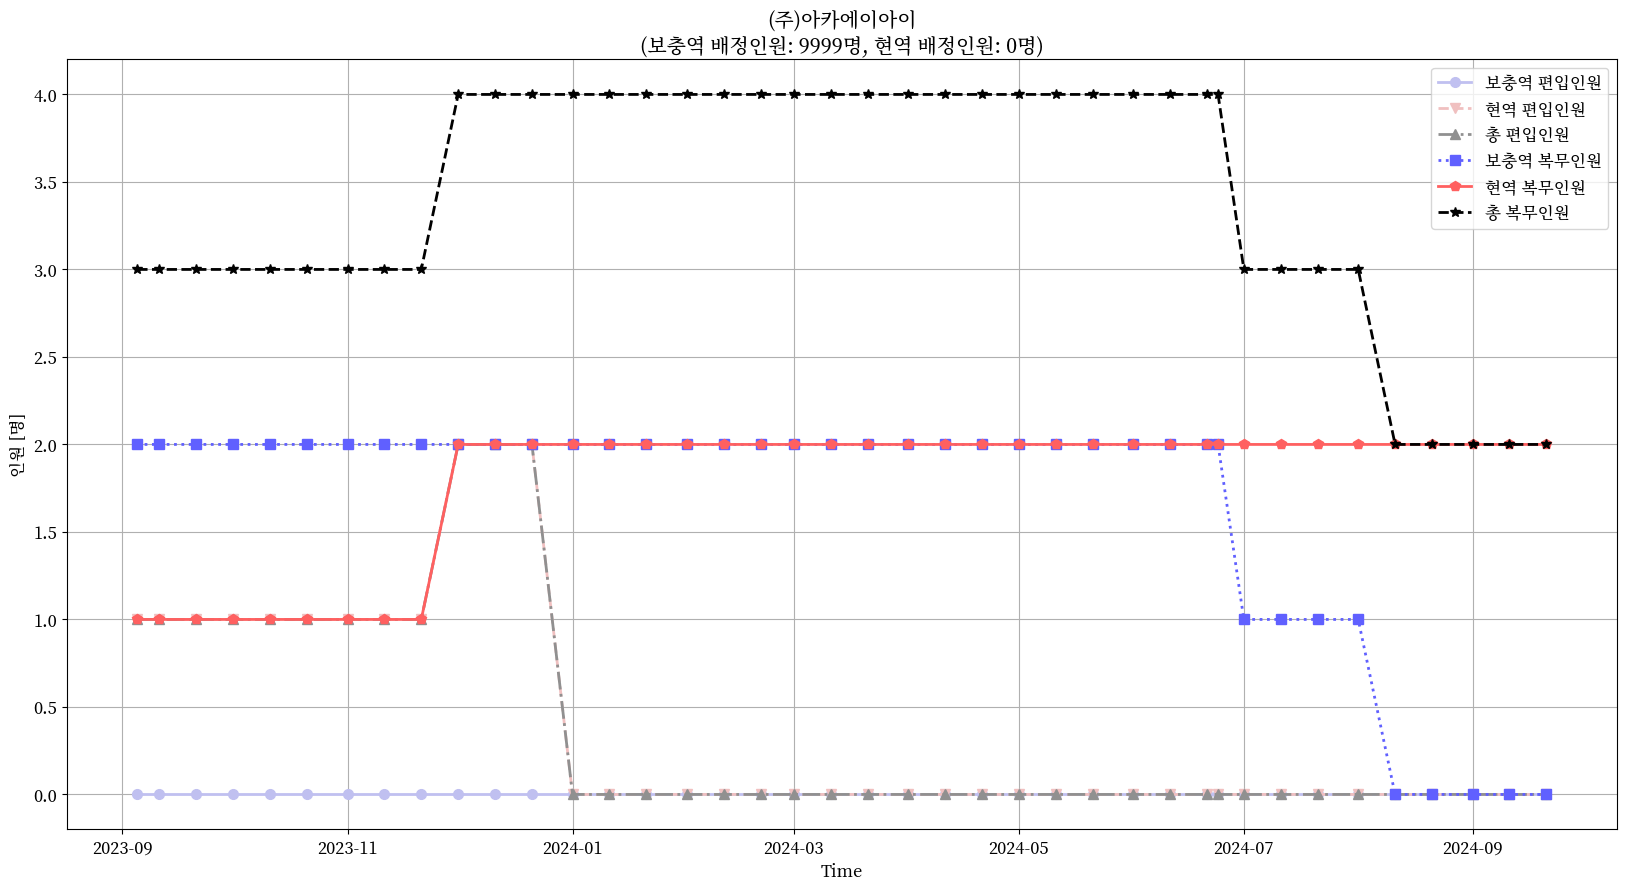 (주)아카에이아이
(보충역 배정인원: 9999명, 현역 배정인원: 0명)
보충역 편입인원
현역 편입인원
총 편입인원
보충역 복무인원
현역 복무인원
총 복무인원
4.0
3.5
3.0
2.5
2.0
1.5
1.0
0.5
0.0
인원 [명]
2023-09 2023-11 2024-01 2024-03 2024-05 2024-07 2024-09
Time